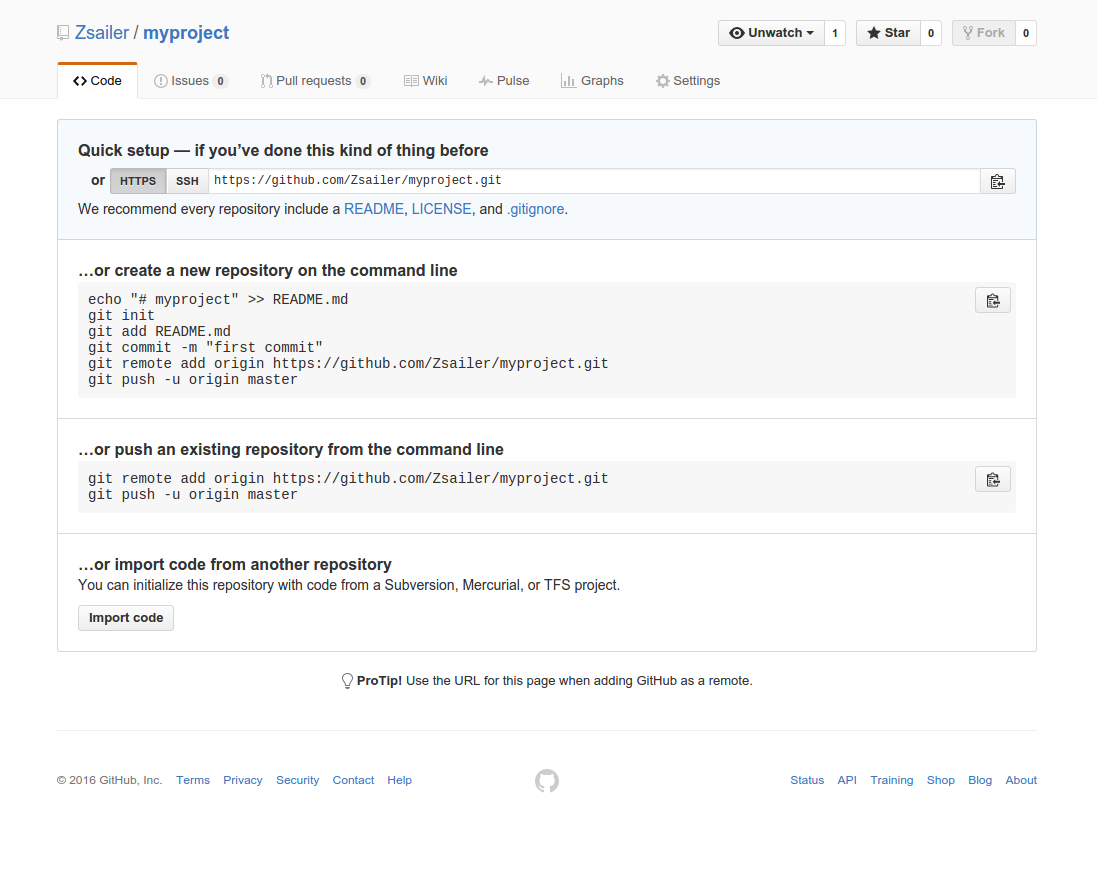 Zsailer / myproject
Unwatch 1 Star 0 Fork 0
Code Issues 0 Pull requests 0 Wiki Pulse Graphs Settings
Quick setup — if you’ve done this kind of thing before
or HTTPS SSH https://github.com/Zsailer/myproject.git
We recommend every repository include a README, LICENSE, and .gitignore.
…or create a new repository on the command line
echo "# myproject" >> README.md
git init
git add README.md
git commit -m "first commit"
git remote add origin https://github.com/Zsailer/myproject.git
git push -u origin master
…or push an existing repository from the command line
git remote add origin https://github.com/Zsailer/myproject.git
git push -u origin master
…or import code from another repository
You can initialize this repository with code from a Subversion, Mercurial, or TFS project.
Import code
ProTip! Use the URL for this page when adding GitHub as a remote.
© 2016 GitHub, Inc. Terms Privacy Security Contact Help Status API Training Shop Blog About